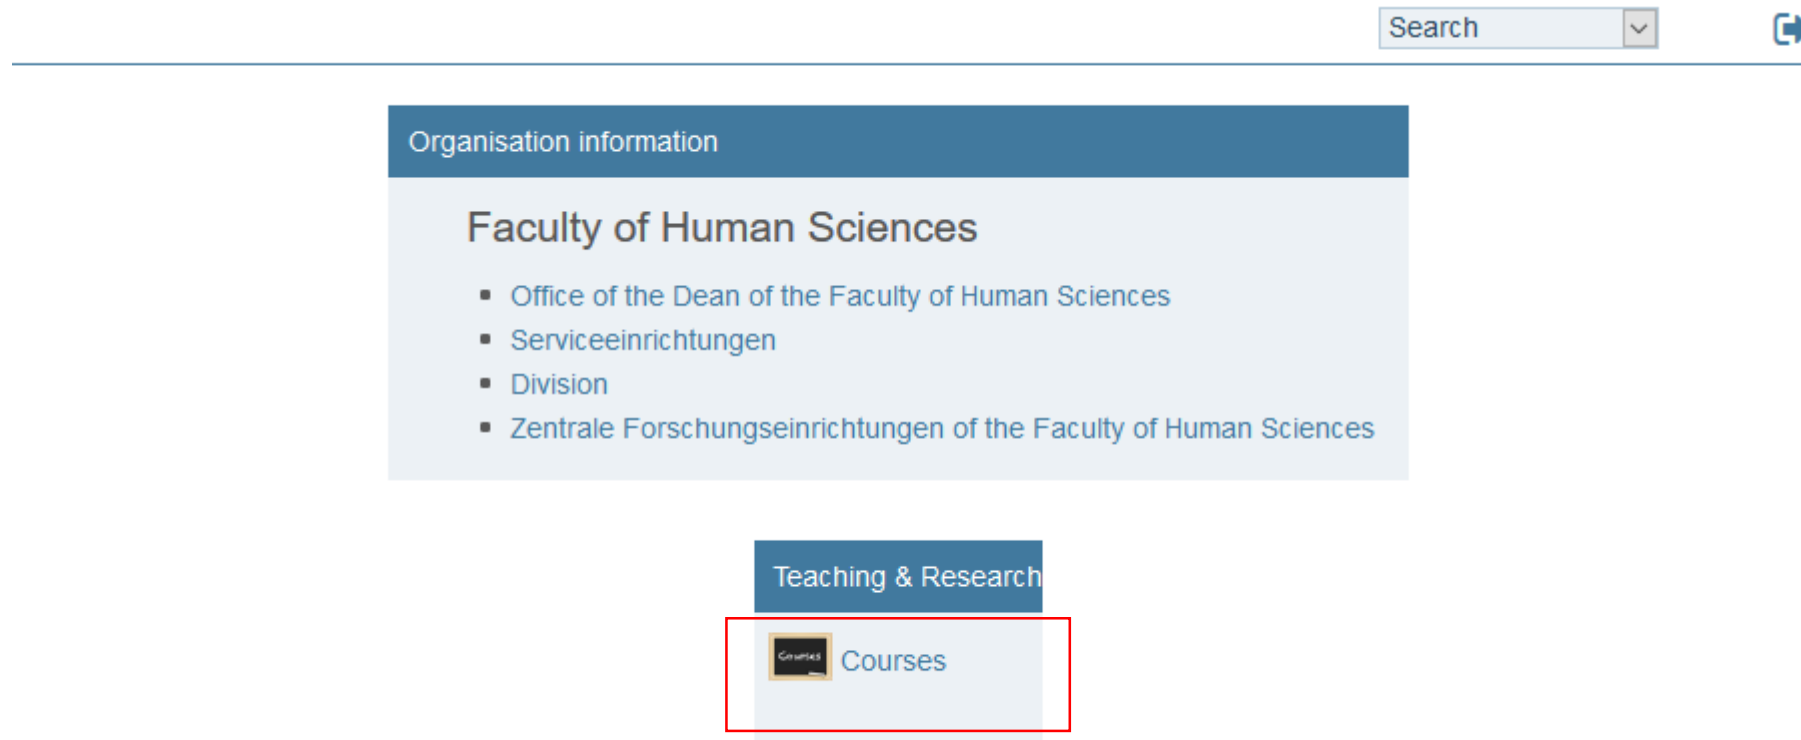 Search
Organisation information
Faculty of Human Sciences
Office of the Dean of the Faculty of Human Sciences
Serviceeinrichtungen
Division
Zentrale Forschungseinrichtungen of the Faculty of Human Sciences
Teaching & Research
Courses
Courses